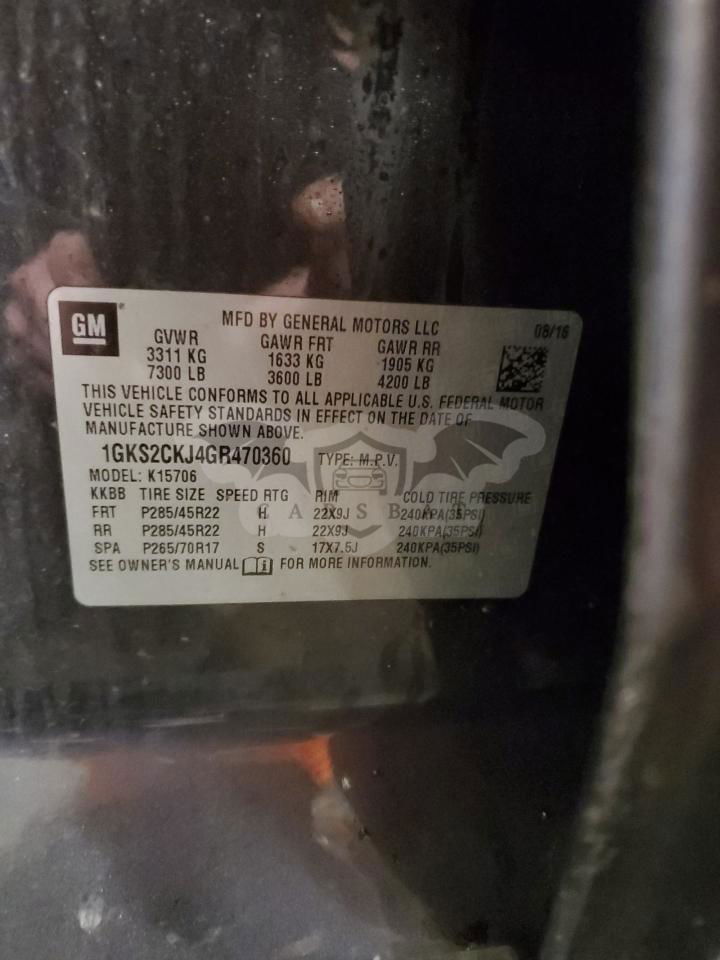 GM
MFD BY GENERAL MOTORS LLC 08/16
GVWR GAWR FRT GAWR RR
3311 KG 1633 KG 1905 KG
7300 LB 3600 LB 4200 LB
THIS VEHICLE CONFORMS TO ALL APPLICABLE U.S. FEDERAL MOTOR
VEHICLE SAFETY STANDARDS IN EFFECT ON THE DATE OF
MANUFACTURE SHOWN ABOVE.
1GKS2CKJ4GR470360 TYPE: M.P.V.
MODEL: K15706
KKBB TIRE SIZE SPEED RTG RIM COLD TIRE PRESSURE
FRT P285/45R22 H 22X9J 240KPA(35PSI)
RR P285/45R22 H 22X9J 240KPA(35PSI)
SPA P265/70R17 S 17X7.5J 240KPA(35PSI)
SEE OWNER'S MANUAL FOR MORE INFORMATION.